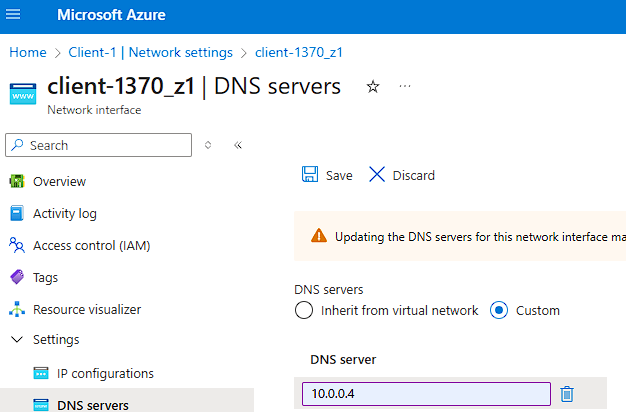 Microsoft Azure
Home > Client-1 | Network settings > client-1370_z1
client-1370_z1 | DNS servers
Network interface
www
Search
Save
Discard
Overview
Activity log
Access control (IAM)
Tags
Resource visualizer
Settings
IP configurations
DNS servers
Updating the DNS servers for this network interface ma
DNS servers
Inherit from virtual network
Custom
DNS server
10.0.0.4